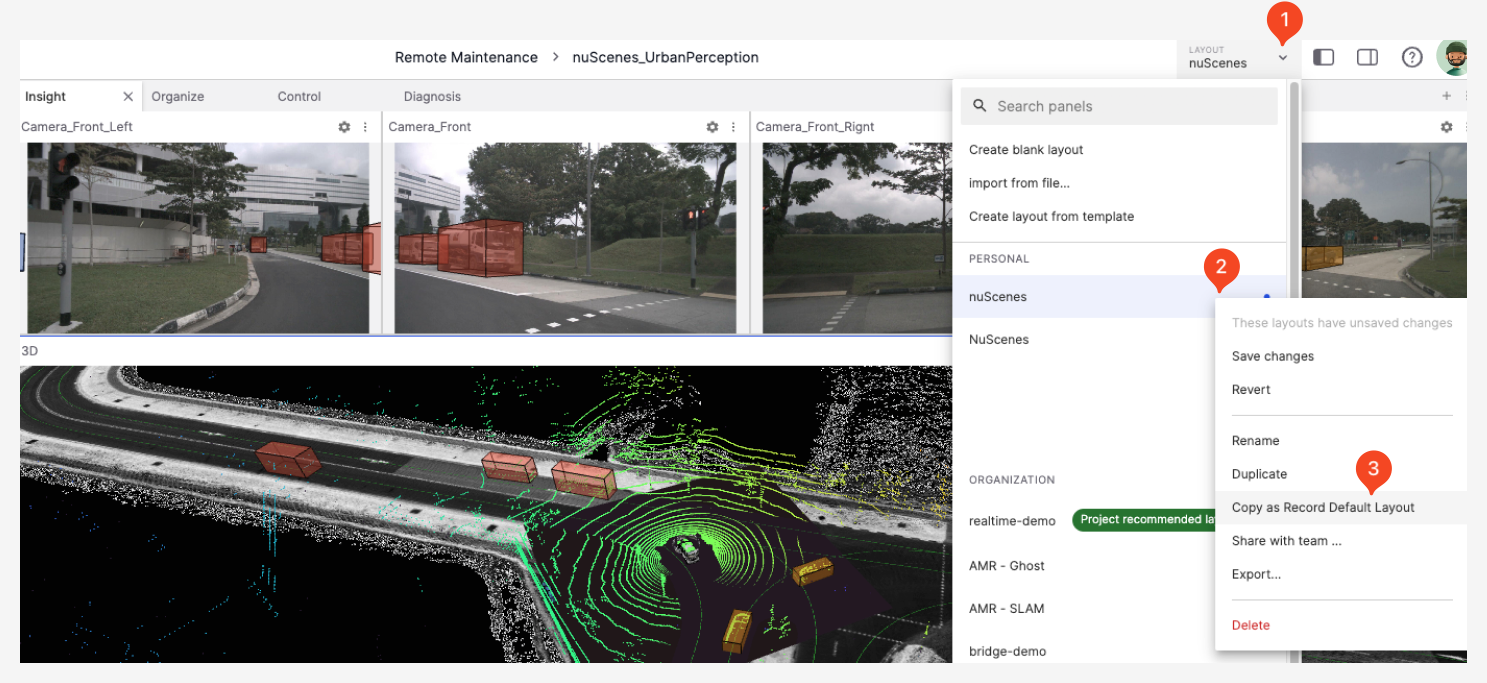 1
Remote Maintenance > nuScenes_UrbanPerception
LAYOUT
nuScenes
Insight
Organize
Control
Diagnosis
Camera_Front_Left
Camera_Front
Camera_Front_Rignt
Search panels
Create blank layout
import from file...
Create layout from template
PERSONAL
2
nuScenes
NuScenes
3D
These layouts have unsaved changes
Save changes
Revert
Rename
Duplicate
3
Copy as Record Default Layout
Share with team ...
Export...
Delete
ORGANIZATION
realtime-demo
Project recommended la
AMR - Ghost
AMR - SLAM
bridge-demo